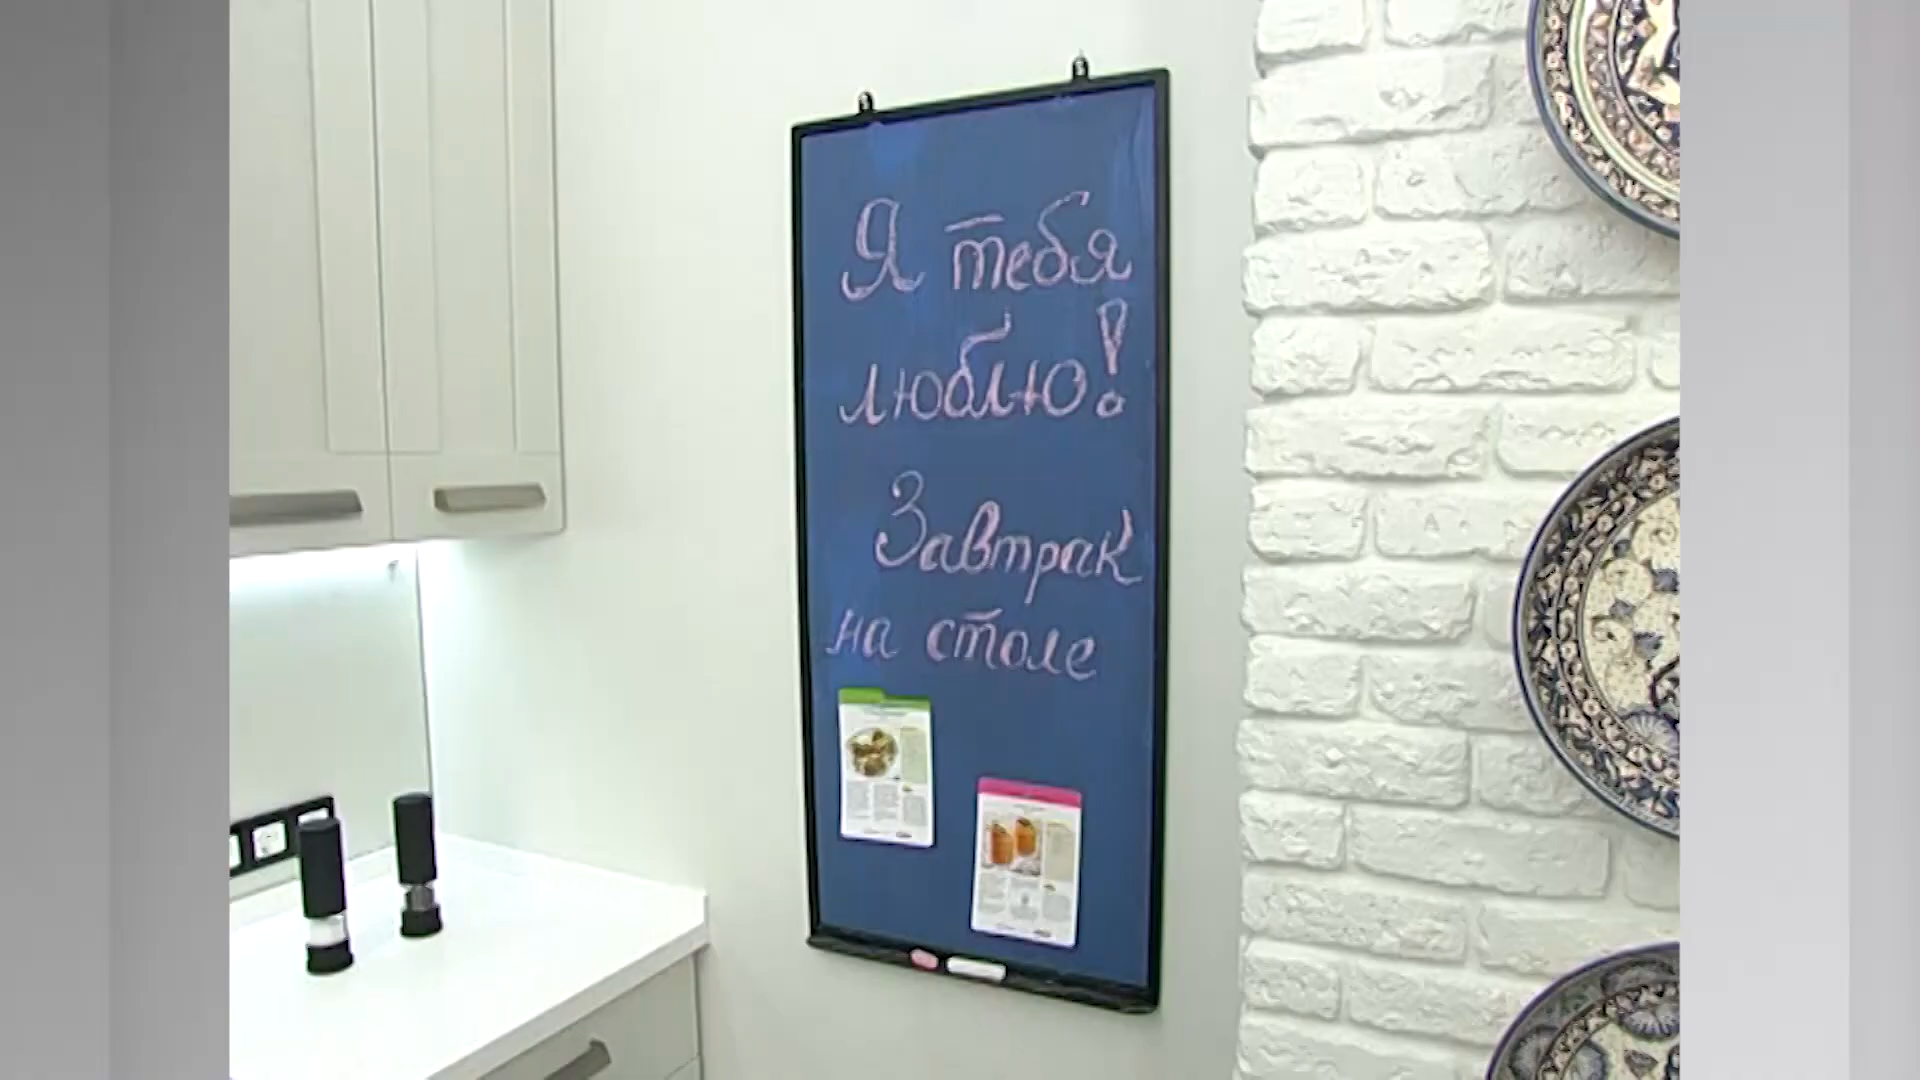 Я тебя
люблю!
Завтрак
на столе